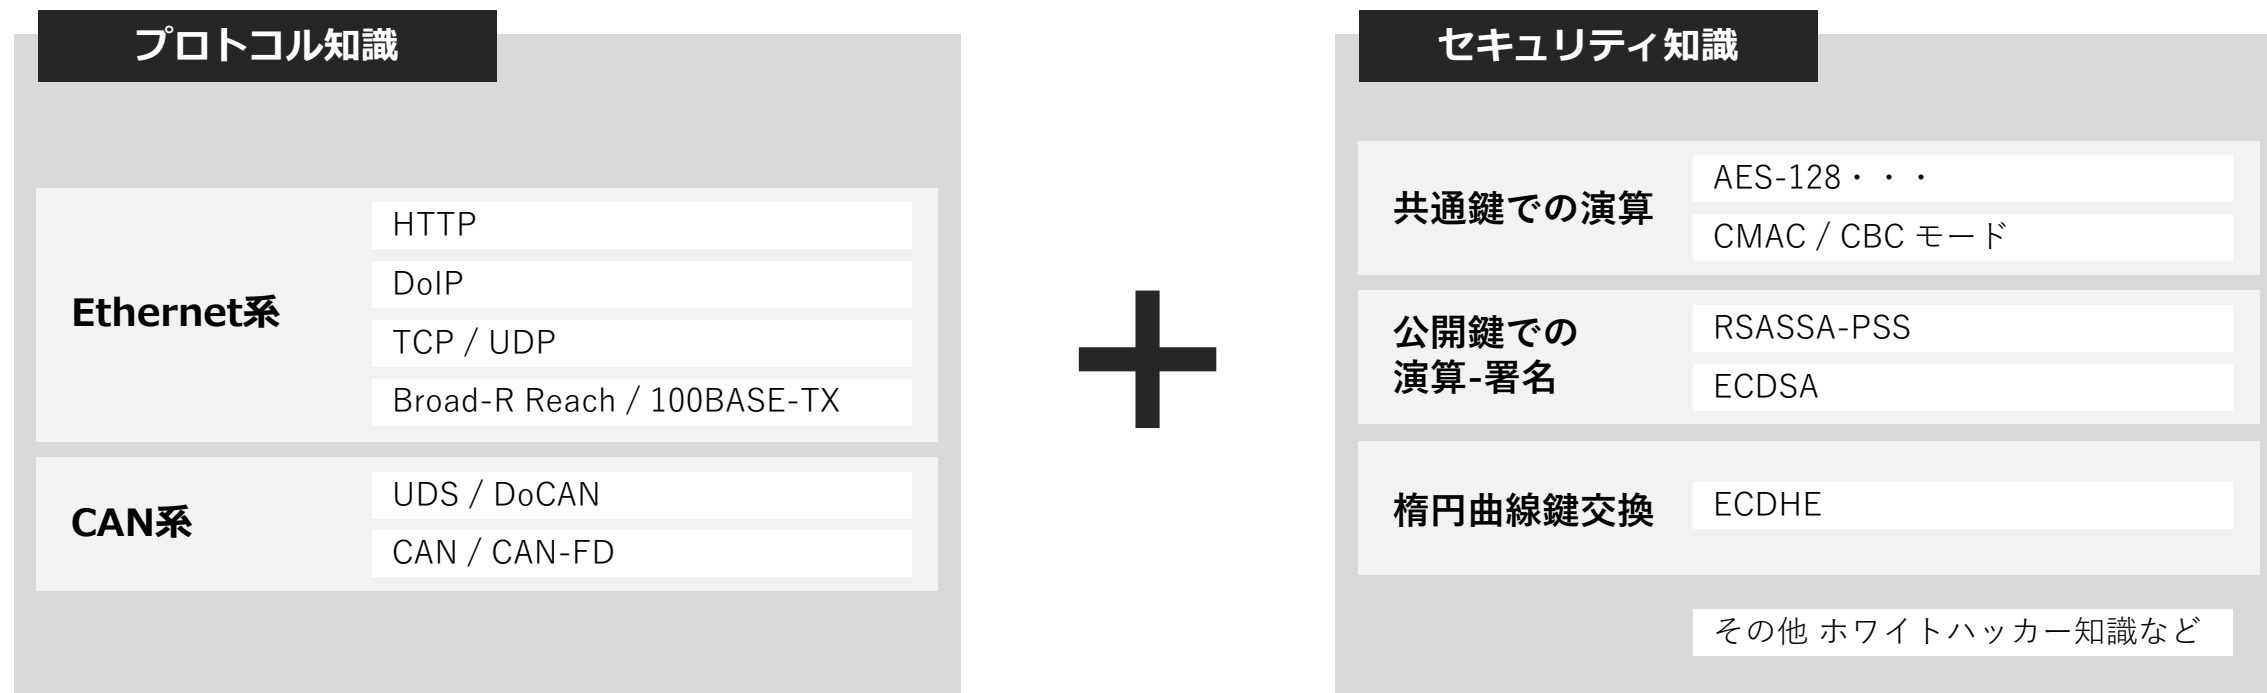 プロトコル知識
Ethernet系
HTTP
DoIP
TCP / UDP
Broad-R Reach / 100BASE-TX
CAN系
UDS / DoCAN
CAN / CAN-FD
+
セキュリティ知識
共通鍵での演算
AES-128・・・
CMAC / CBC モード
公開鍵での
演算-署名
RSASSA-PSS
ECDSA
楕円曲線鍵交換
ECDHE
その他 ホワイトハッカー知識など